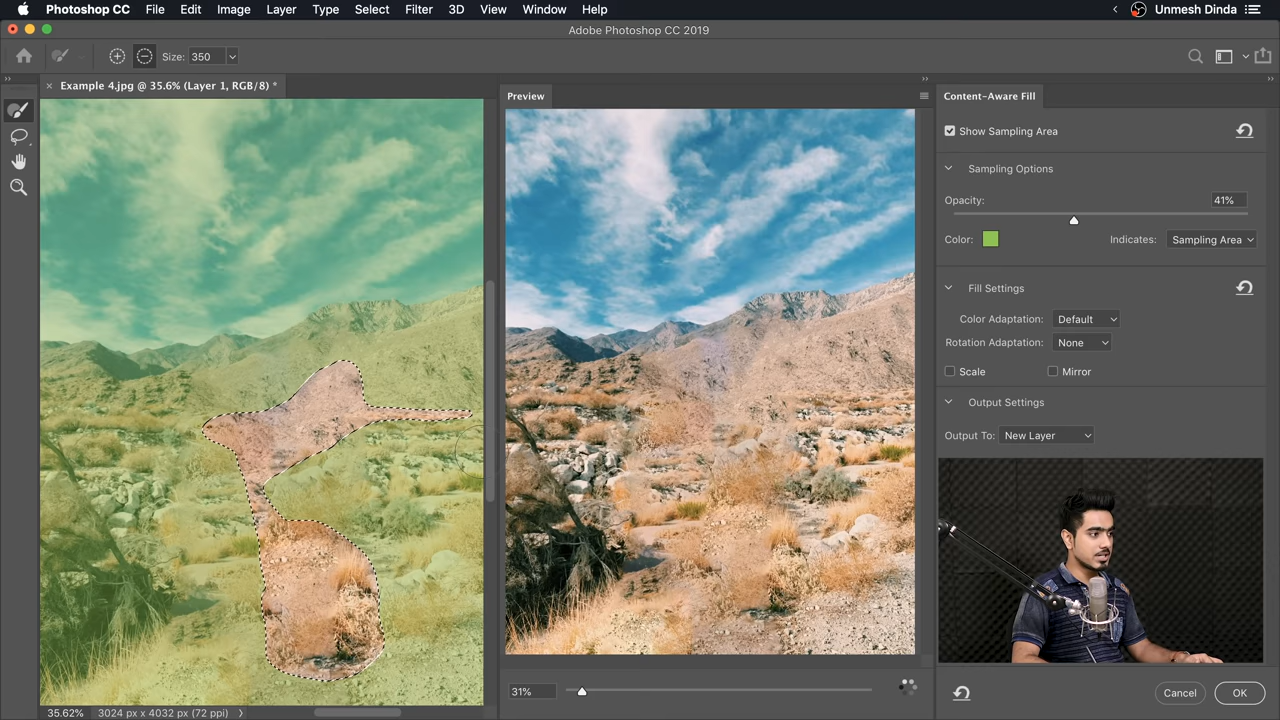 Photoshop CC File Edit Image Layer Type Select Filter 3D View Window Help Unmesh Dinda
Adobe Photoshop CC 2019
Size: 350
Example 4.jpg @ 35.6% (Layer 1, RGB/8) *
Preview
Content-Aware Fill
Show Sampling Area
Sampling Options
Opacity: 41%
Color: Indicates: Sampling Area
Fill Settings
Color Adaptation: Default
Rotation Adaptation: None
Scale Mirror
Output Settings
Output To: New Layer
31%
Cancel OK
35.62% 3024 px x 4032 px (72 ppi)